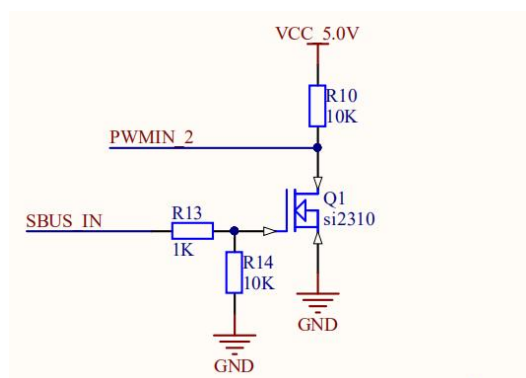 VCC_5.0V
R10
10K
PWMIN_2
Q1
si2310
SBUS_IN
R13
1K
R14
10K
GND
GND